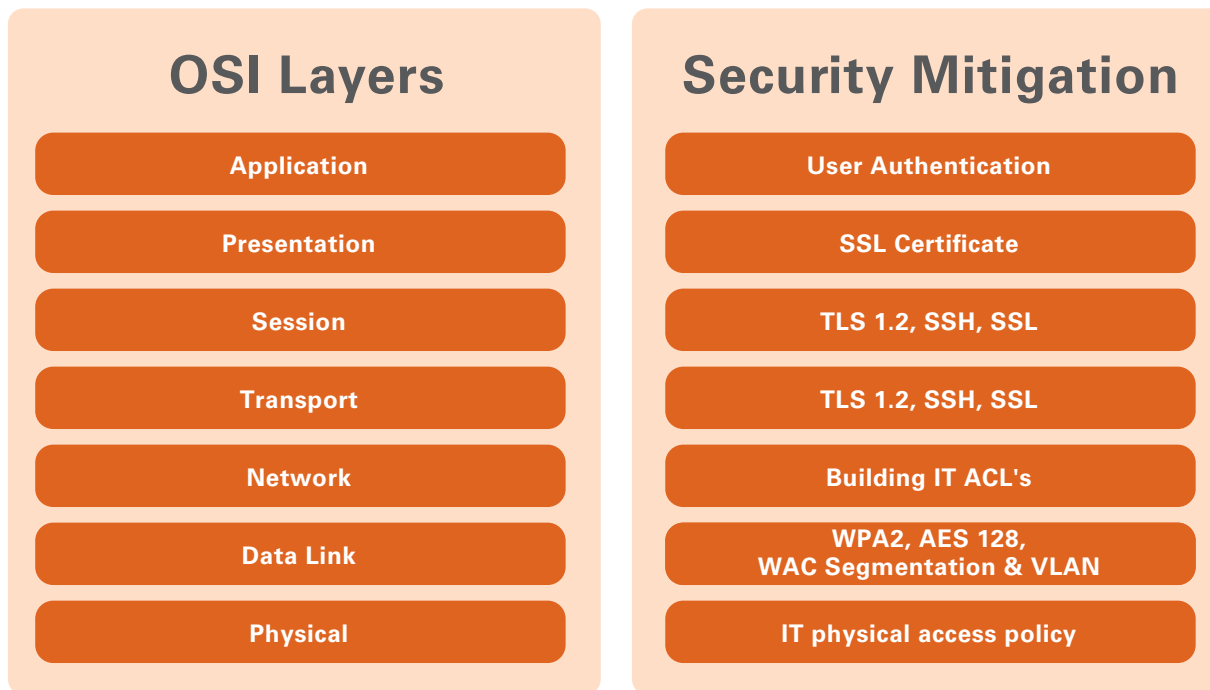 OSI Layers
Application
Presentation
Session
Transport
Network
Data Link
Physical
Security Mitigation
User Authentication
SSL Certificate
TLS 1.2, SSH, SSL
TLS 1.2, SSH, SSL
Building IT ACL's
WPA2, AES 128,
WAC Segmentation & VLAN
IT physical access policy